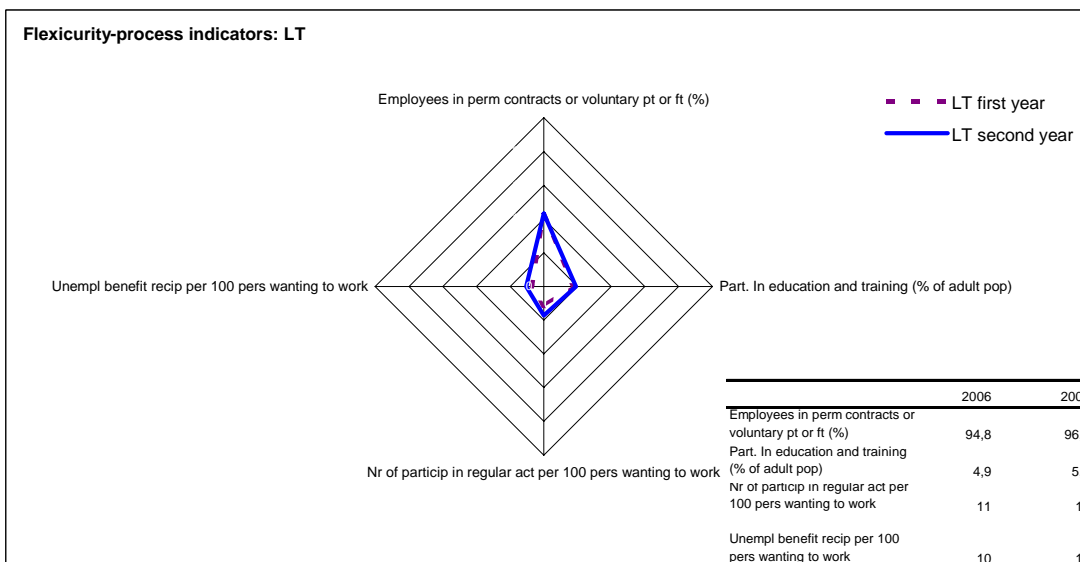 Flexicurity-process indicators: LT
Employees in perm contracts or voluntary pt or ft (%)
LT first year
LT second year
Unempl benefit recip per 100 pers wanting to work
Part. In education and training (% of adult pop)
Nr of particip in regular act per 100 pers wanting to work
2006
Employees in perm contracts or
voluntary pt or ft (%) 94,8
Part. In education and training
(% of adult pop) 4,9
Nr of particip in regular act per
100 pers wanting to work 11
Unempl benefit recip per 100
pers wanting to work 10